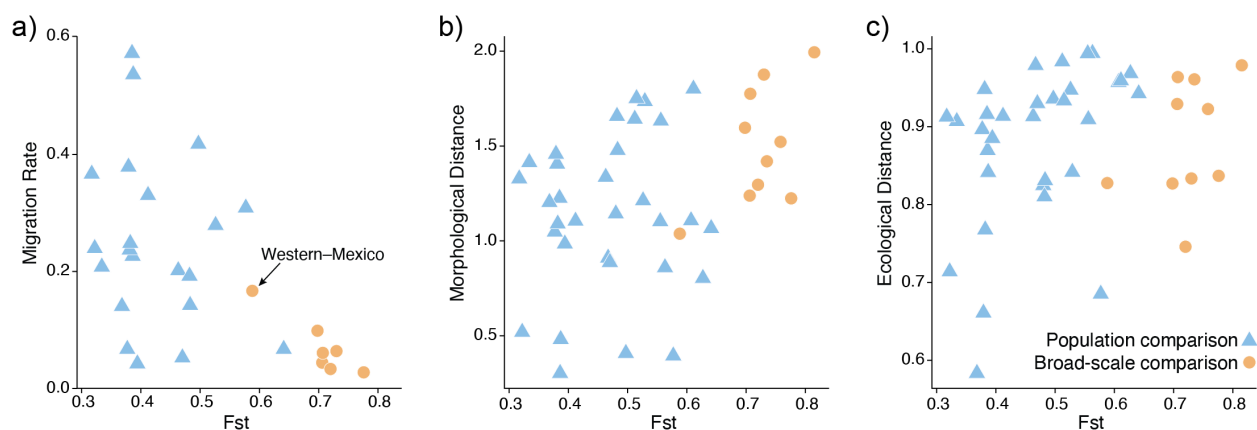 a)
Migration Rate
0.6
0.4
0.2
0.0
0.3 0.4 0.5 0.6 0.7 0.8
Fst
Western–Mexico
b)
Morphological Distance
2.0
1.5
1.0
0.5
0.3 0.4 0.5 0.6 0.7 0.8
Fst
c)
Ecological Distance
1.0
0.9
0.8
0.7
0.6
0.3 0.4 0.5 0.6 0.7 0.8
Fst
Population comparison
Broad-scale comparison